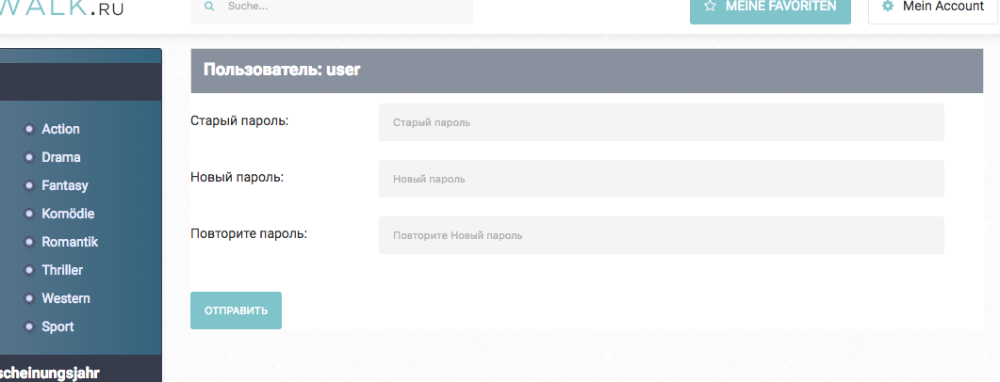 WALK.RU
Suche...
MEINE FAVORITEN
Mein Account
Пользователь: user
Старый пароль:
Старый пароль
Новый пароль:
Новый пароль
Повторите пароль:
Повторите Новый пароль
ОТПРАВИТЬ
Action
Drama
Fantasy
Komödie
Romantik
Thriller
Western
Sport
scheinungsjahr